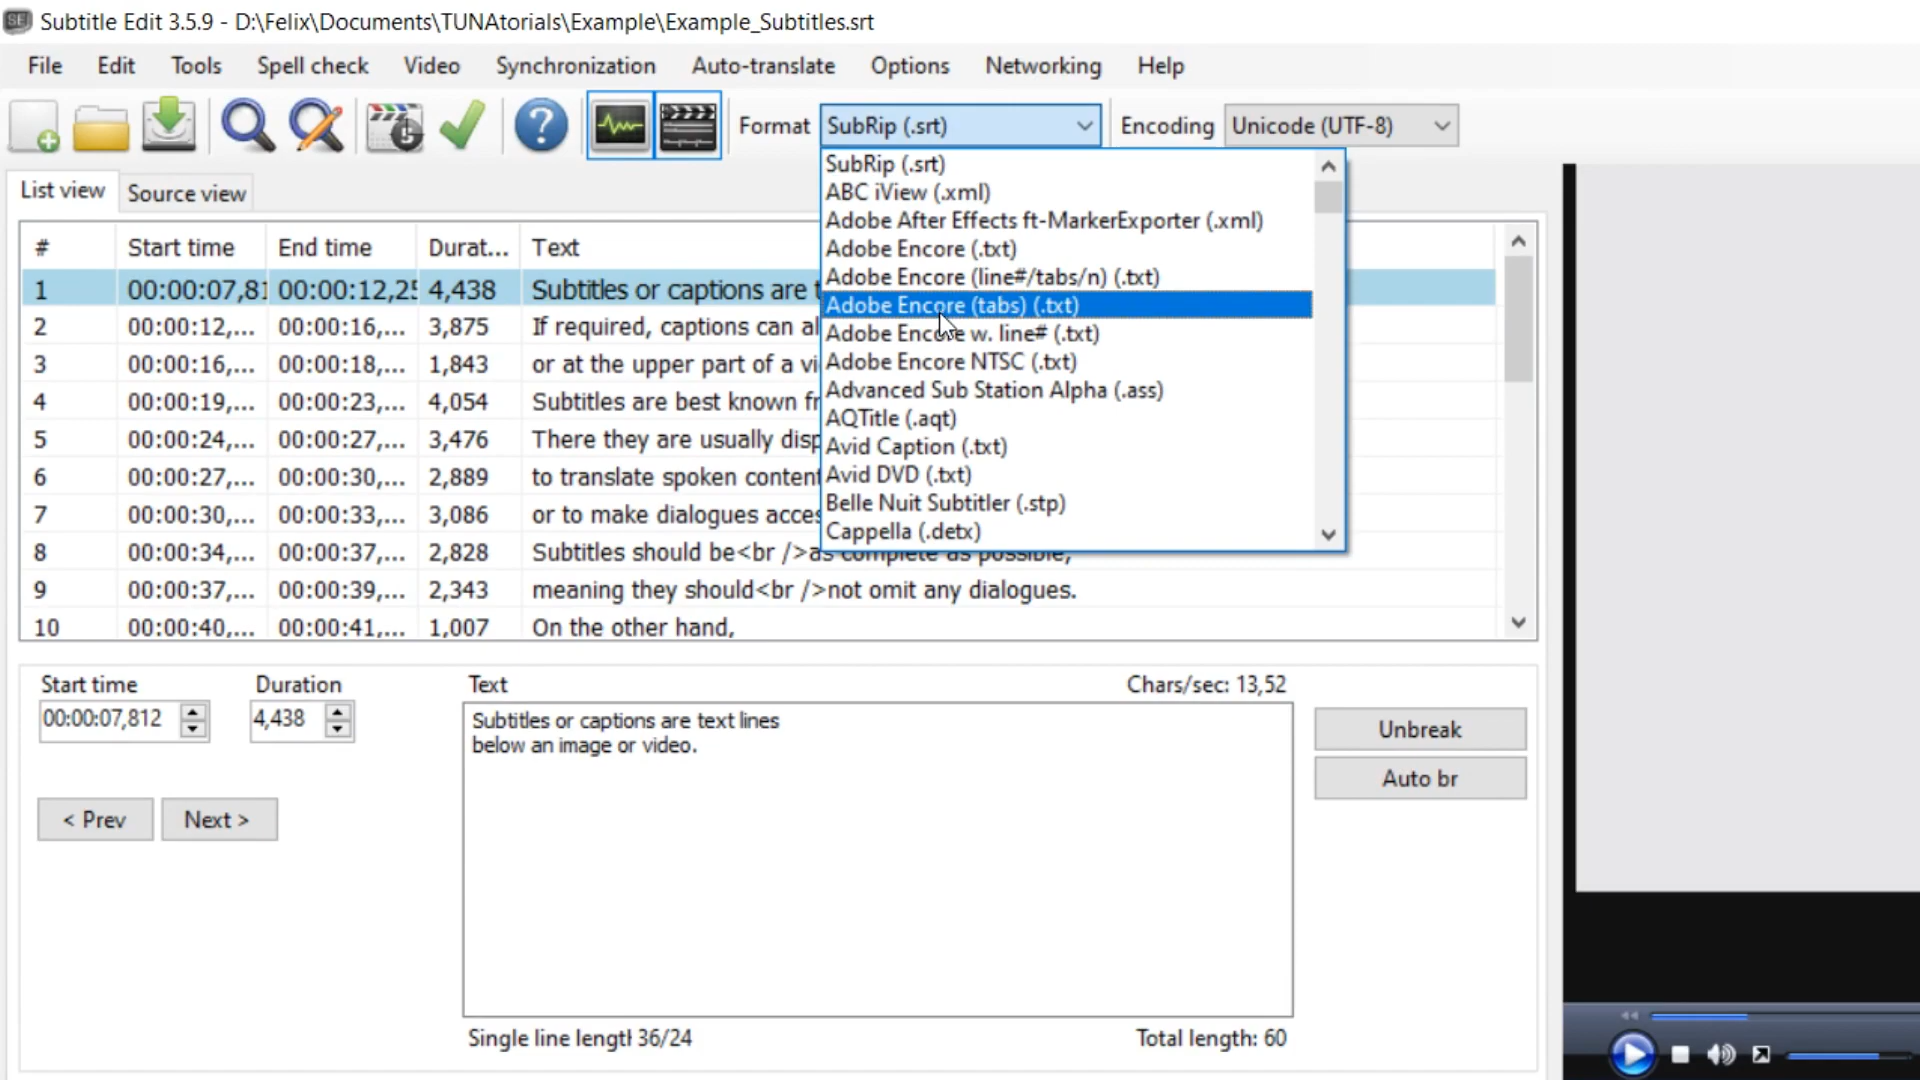 Subtitle Edit 3.5.9 - D:\Felix\Documents\TUNAtorials\Example\Example_Subtitles.srt
File Edit Tools Spell check Video Synchronization Auto-translate Options Networking Help
Format SubRip (.srt) Encoding Unicode (UTF-8)
SubRip (.srt)
ABC iView (.xml)
Adobe After Effects ft-MarkerExporter (.xml)
Adobe Encore (.txt)
Adobe Encore (line#/tabs/n) (.txt)
Adobe Encore (tabs) (.txt)
Adobe Encore w. line# (.txt)
Adobe Encore NTSC (.txt)
Advanced Sub Station Alpha (.ass)
AQTitle (.aqt)
Avid Caption (.txt)
Avid DVD (.txt)
Belle Nuit Subtitler (.stp)
Cappella (.detx)
List view Source view
# Start time End time Durat... Text
1 00:00:07,81 00:00:12,25 4,438 Subtitles or captions are
2 00:00:12,... 00:00:16,... 3,875 If required, captions can al
3 00:00:16,... 00:00:18,... 1,843 or at the upper part of a vi
4 00:00:19,... 00:00:23,... 4,054 Subtitles are best known fr
5 00:00:24,... 00:00:27,... 3,476 There they are usually disp
6 00:00:27,... 00:00:30,... 2,889 to translate spoken content
7 00:00:30,... 00:00:33,... 3,086 or to make dialogues acces
8 00:00:34,... 00:00:37,... 2,828 Subtitles should be<br />as complete as possible,
9 00:00:37,... 00:00:39,... 2,343 meaning they should<br />not omit any dialogues.
10 00:00:40,... 00:00:41,... 1,007 On the other hand,
Start time Duration Text Chars/sec: 13,52
00:00:07,812 4,438
Subtitles or captions are text lines
below an image or video.
Unbreak
Auto br
< Prev Next >
Single line length 36/24 Total length: 60